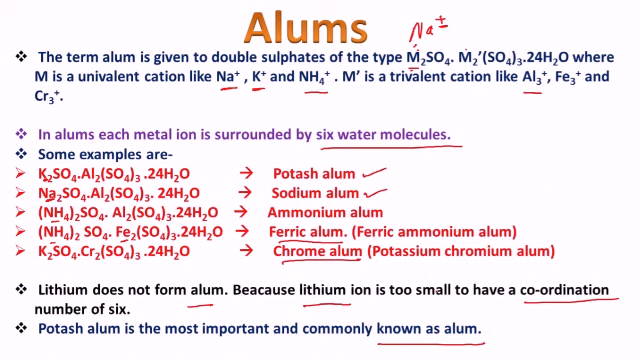 Alums
Na⁺
❖ The term alum is given to double sulphates of the type M₂SO₄. M₂’(SO₄)₃.24H₂O where
M is a univalent cation like Na⁺ , K⁺ and NH₄⁺ . M’ is a trivalent cation like Al₃⁺, Fe₃⁺ and
Cr₃⁺.
❖ In alums each metal ion is surrounded by six water molecules.
❖ Some examples are-
➢ K₂SO₄.Al₂(SO₄)₃ .24H₂O → Potash alum ✓
➢ Na₂SO₄.Al₂(SO₄)₃. 24H₂O → Sodium alum ✓
➢ (NH₄)₂SO₄. Al₂(SO₄)₃.24H₂O → Ammonium alum
➢ (NH₄)₂ SO₄. Fe₂(SO₄)₃.24H₂O → Ferric alum. (Ferric ammonium alum)
➢ K₂SO₄.Cr₂(SO₄)₃ .24H₂O → Chrome alum (Potassium chromium alum)
❖ Lithium does not form alum. Beacause lithium ion is too small to have a co-ordination
number of six.
❖ Potash alum is the most important and commonly known as alum.